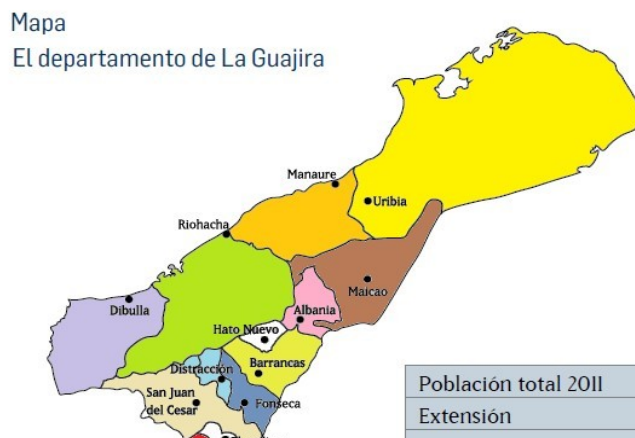 Mapa
El departamento de La Guajira
Manaure
Uribia
Riohacha
Maicao
Dibulla
Albania
Hato Nuevo
Distracción
Barrancas
San Juan
del Cesar
Fonseca
Población total 2011
Extensión